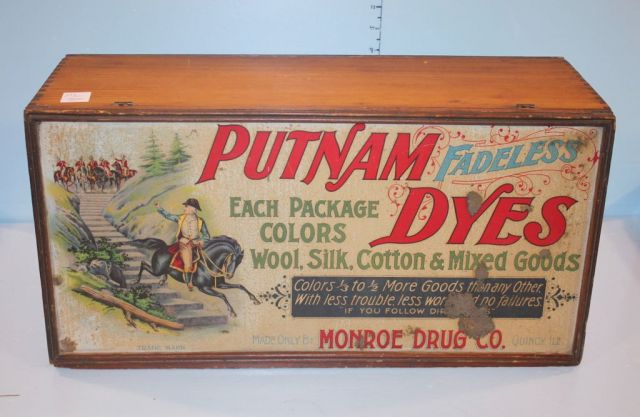 PUTNAM
FADELESS
DYES
EACH PACKAGE
COLORS
WOOL, SILK, COTTON & MIXED GOODS
Colors ⅓ to ½ More Goods than any Other.
With less trouble, less work no failures.
IF YOU FOLLOW
MADE ONLY BY MONROE DRUG CO. QUINCY, ILL.
TRADE MARK